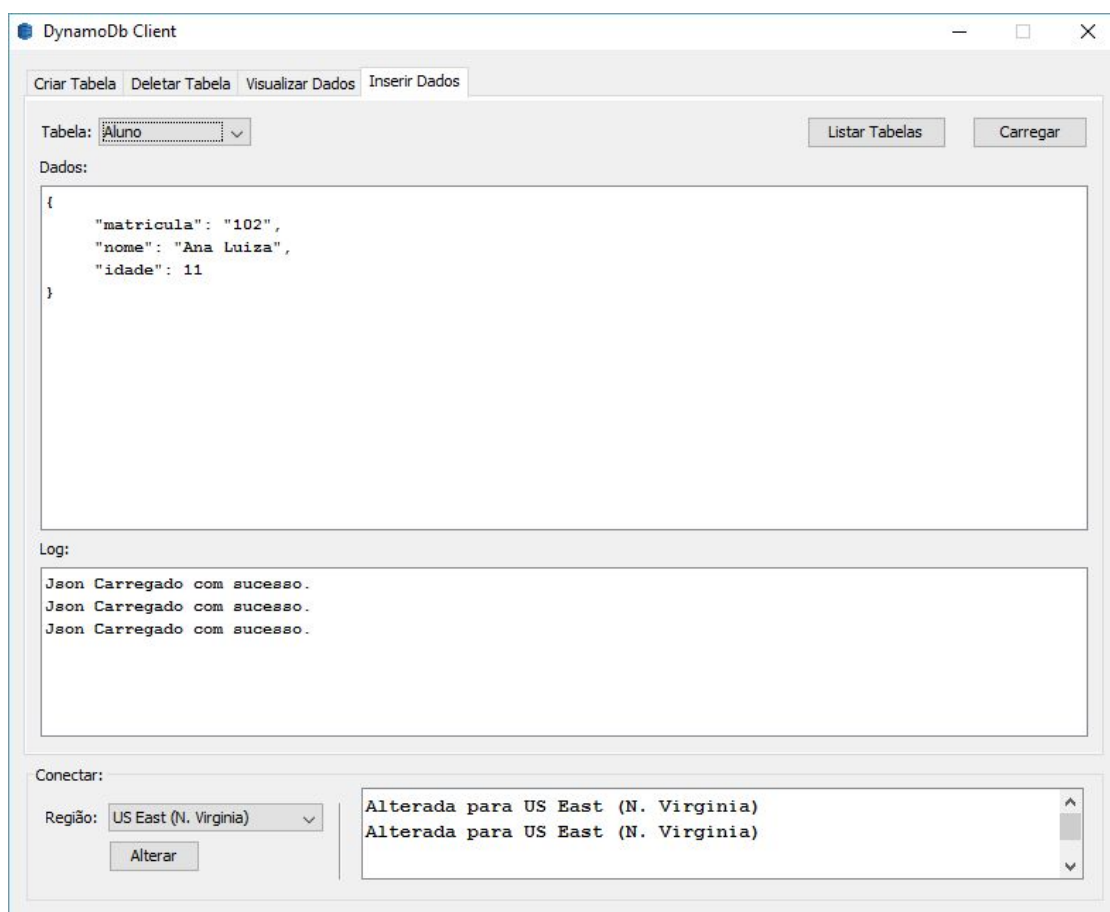 DynamoDb Client
Criar Tabela Deletar Tabela Visualizar Dados Inserir Dados
Tabela: Aluno Listar Tabelas Carregar
Dados:
{
"matricula": "102",
"nome": "Ana Luiza",
"idade": 11
}
Log:
Json Carregado com sucesso.
Json Carregado com sucesso.
Json Carregado com sucesso.
Conectar:
Região: US East (N. Virginia)
Alterar
Alterada para US East (N. Virginia)
Alterada para US East (N. Virginia)